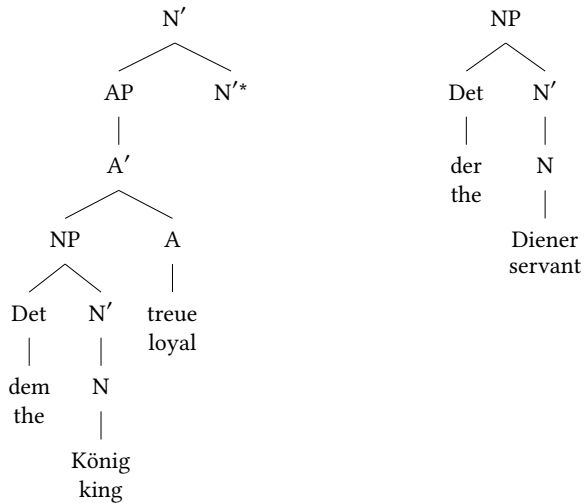 N′ NP
AP N′* Det N′
A′ der N
the
NP A Diener
servant
Det N′ treue
loyal
dem N
the
König
king